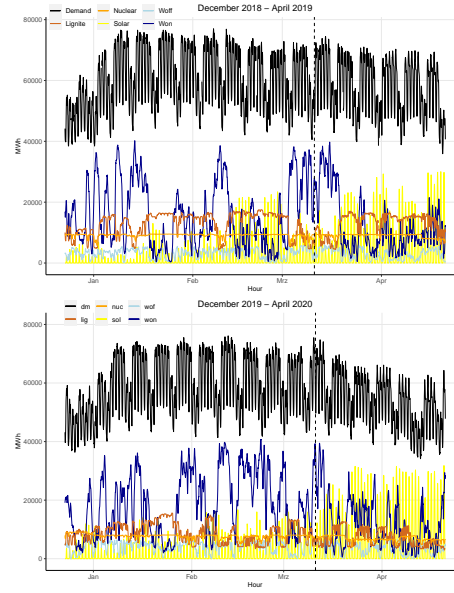 December 2018 – April 2019
Demand Nuclear Woff
Lignite Solar Won
80000
60000
40000
20000
0
MWh
Jan Feb Mrz Apr
Hour
December 2019 – April 2020
dm nuc wof
lig sol won
80000
60000
40000
20000
0
MWh
Jan Feb Mrz Apr
Hour